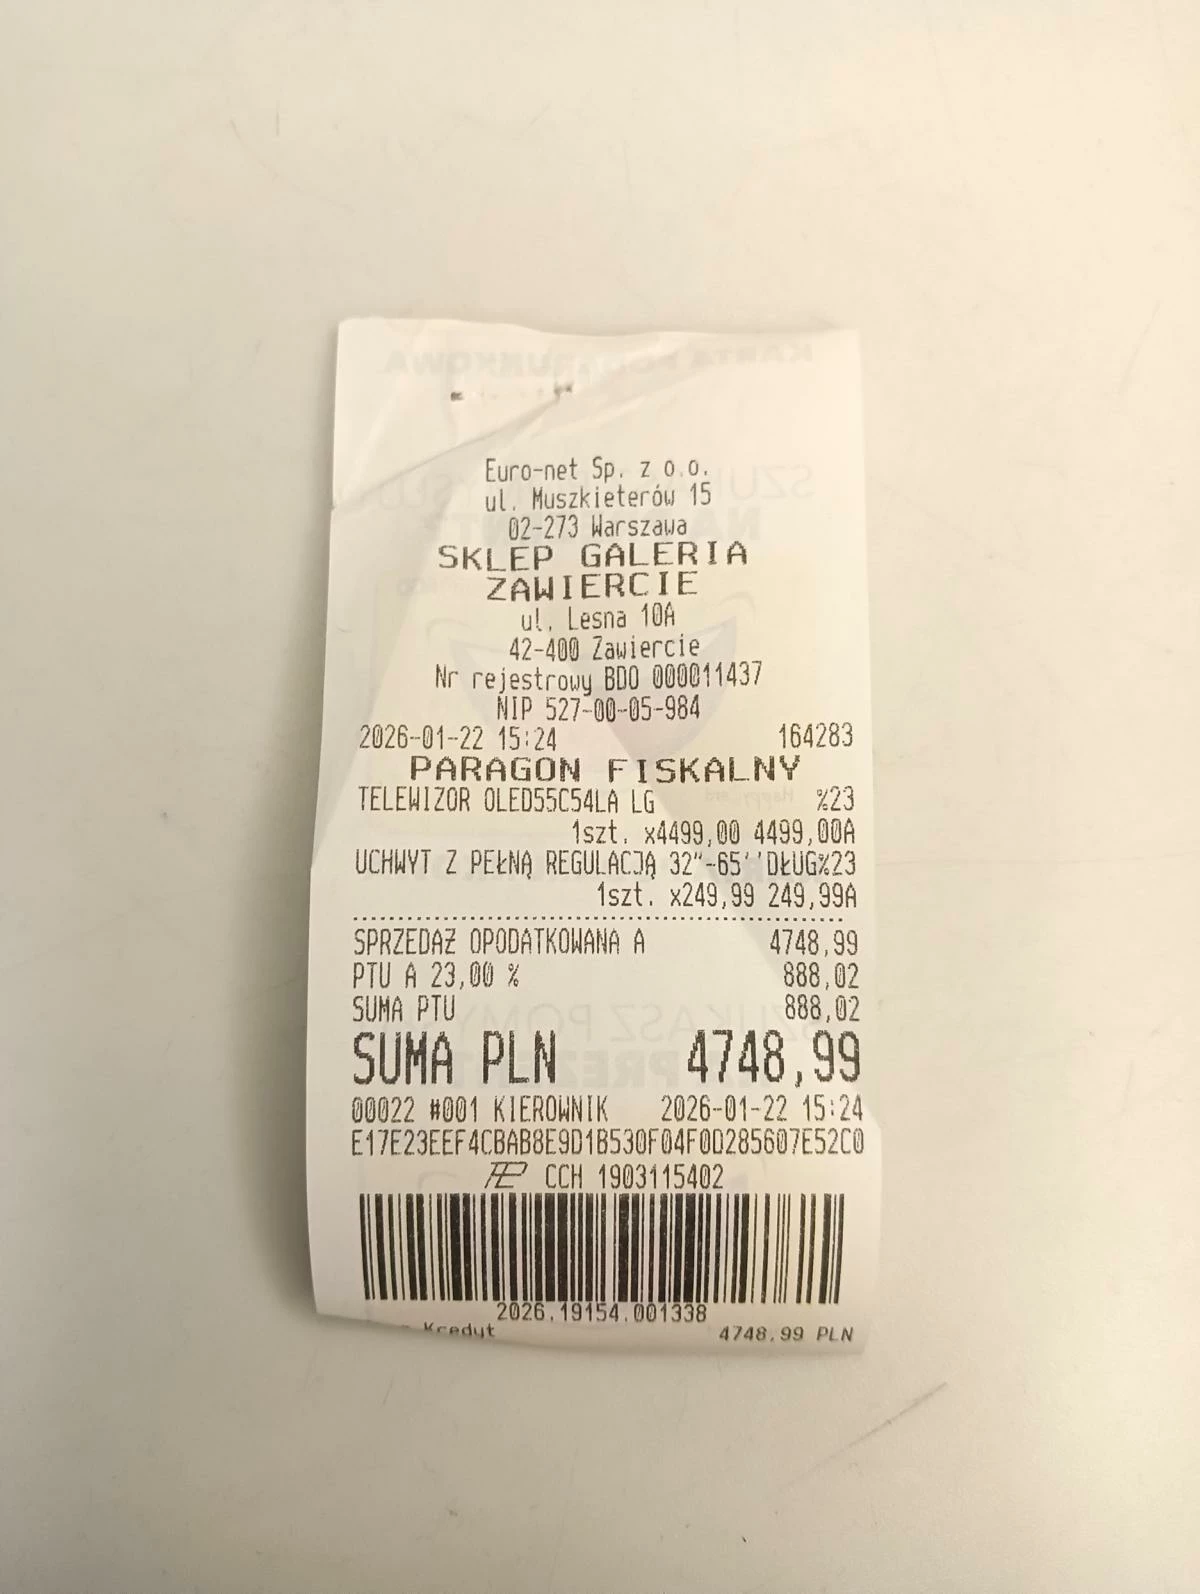 Euro-net Sp. z o.o.
ul. Muszkieterów 15
02-273 Warszawa
SKLEP GALERIA
ZAWIERCIE
ul. Lesna 10A
42-400 Zawiercie
Nr rejestrowy BDO 000011437
NIP 527-00-05-984
2026-01-22 15:24 164283
PARAGON FISKALNY
TELEWIZOR OLED55C54LA LG %23
1szt. x4499,00 4499,00A
UCHWYT Z PEŁNĄ REGULACJĄ 32"-65''DŁUG%23
1szt. x249,99 249,99A
SPRZEDAŻ OPODATKOWANA A 4748,99
PTU A 23,00 % 888,02
SUMA PTU 888,02
SUMA PLN 4748,99
00022 #001 KIEROWNIK 2026-01-22 15:24
E17E23EEF4CBAB8E9D1B530F04F0D285607E52C0
CCH 1903115402
2026.19154.001338
Kredyt 4748.99 PLN